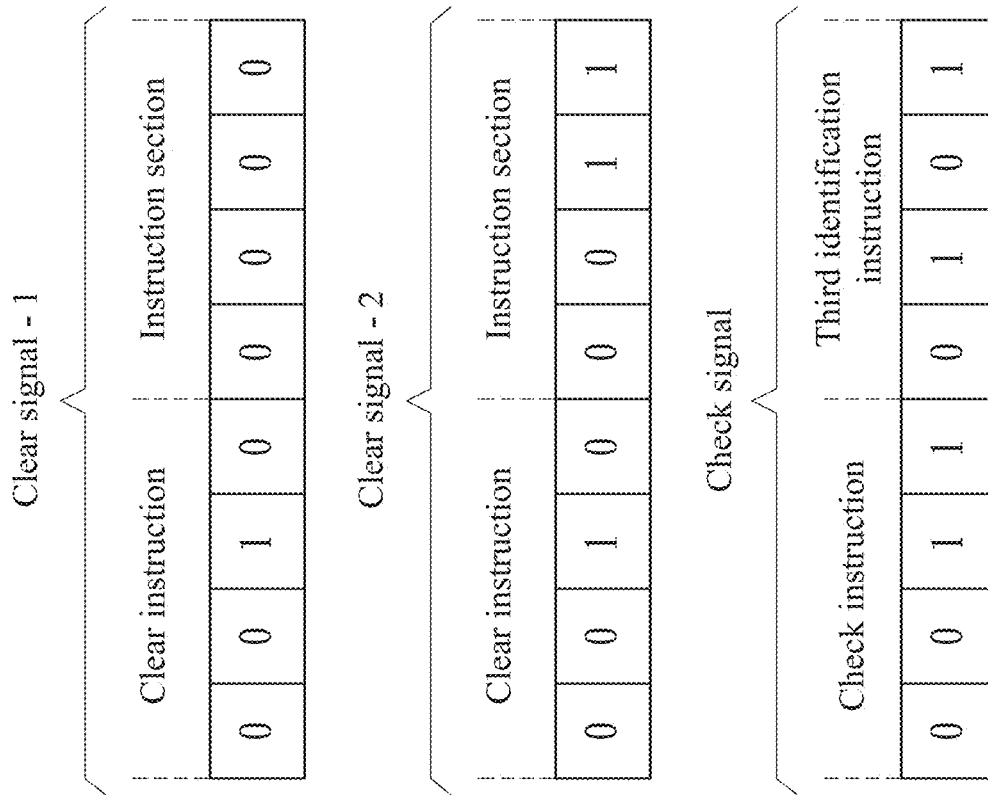 Clear signal - 1
Clear instruction Instruction section
0 0 1 0 0 0 0 0
Clear signal - 2
Clear instruction Instruction section
0 0 1 0 0 0 1 1
Check signal
Check instruction Third identification
instruction
0 0 1 1 0 1 0 1